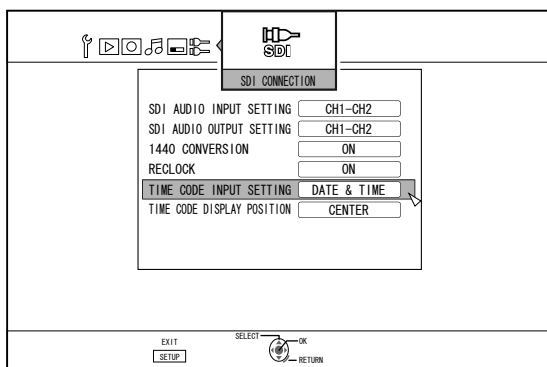 SDI
SDI CONNECTION
SDI AUDIO INPUT SETTING CH1-CH2
SDI AUDIO OUTPUT SETTING CH1-CH2
1440 CONVERSION ON
RECLOCK ON
TIME CODE INPUT SETTING DATE & TIME
TIME CODE DISPLAY POSITION CENTER
EXIT
SETUP
SELECT
OK
RETURN